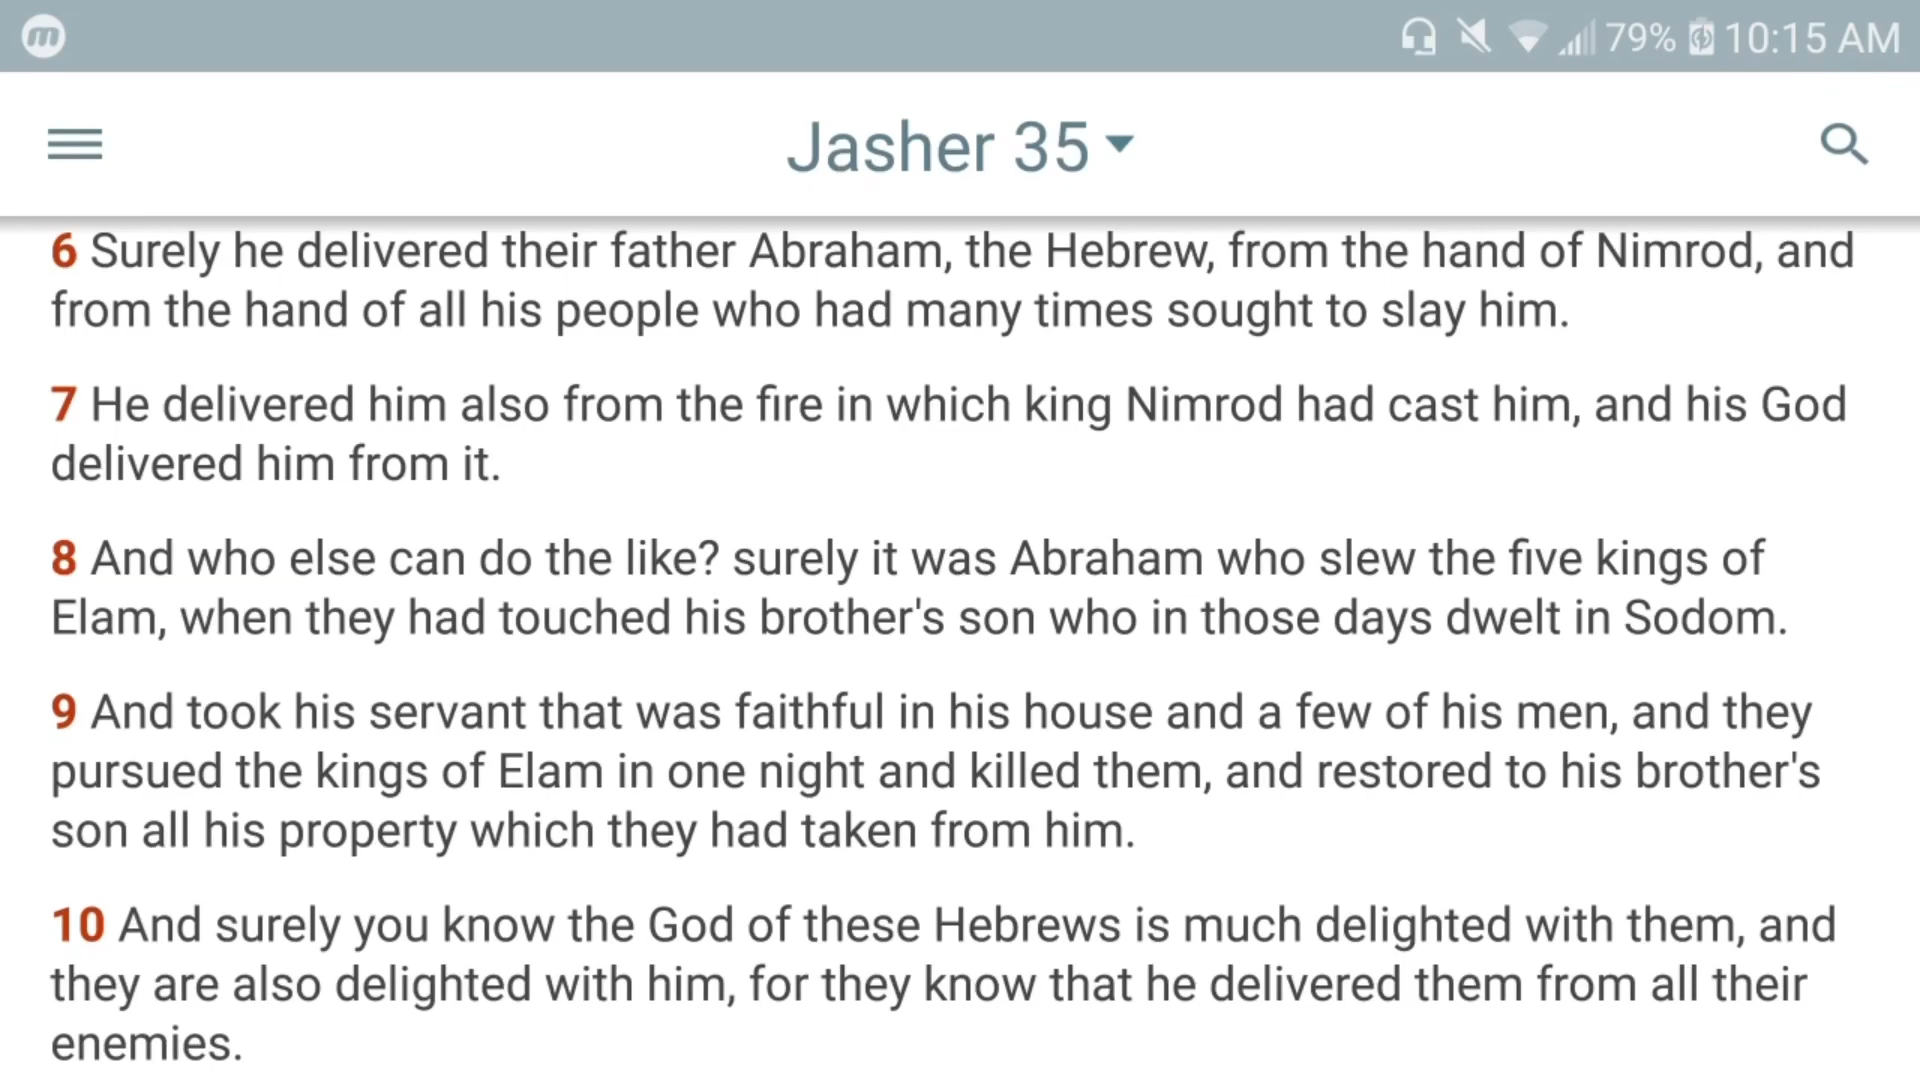 m 79% 10:15 AM
Jasher 35
6 Surely he delivered their father Abraham, the Hebrew, from the hand of Nimrod, and
from the hand of all his people who had many times sought to slay him.
7 He delivered him also from the fire in which king Nimrod had cast him, and his God
delivered him from it.
8 And who else can do the like? surely it was Abraham who slew the five kings of
Elam, when they had touched his brother's son who in those days dwelt in Sodom.
9 And took his servant that was faithful in his house and a few of his men, and they
pursued the kings of Elam in one night and killed them, and restored to his brother's
son all his property which they had taken from him.
10 And surely you know the God of these Hebrews is much delighted with them, and
they are also delighted with him, for they know that he delivered them from all their
enemies.